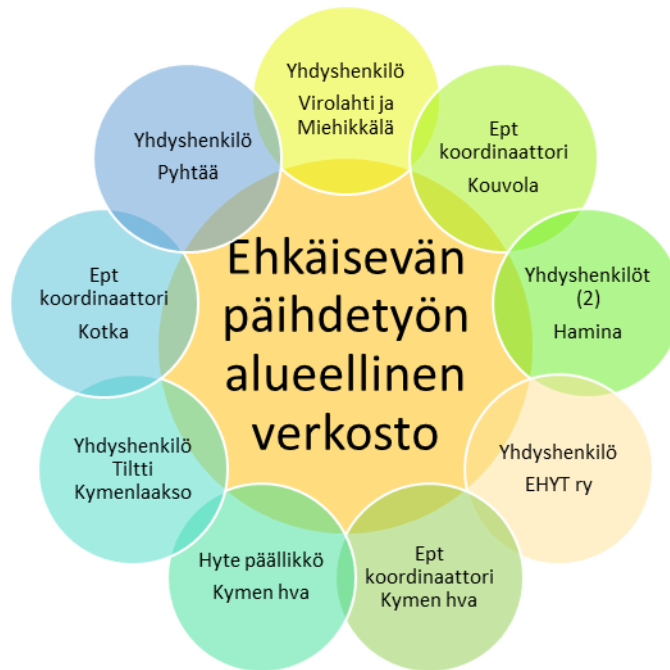 Ehkäisevän
päihdetyön
alueellinen
verkosto
Yhdyshenkilö
Virolahti ja
Miehikkälä
Ept
koordinaattori
Kouvola
Yhdyshenkilöt
(2)
Hamina
Yhdyshenkilö
EHYT ry
Ept
koordinaattori
Kymen hva
Hyte päällikkö
Kymen hva
Yhdyshenkilö
Tiltti
Kymenlaakso
Ept
koordinaattori
Kotka
Yhdyshenkilö
Pyhtää